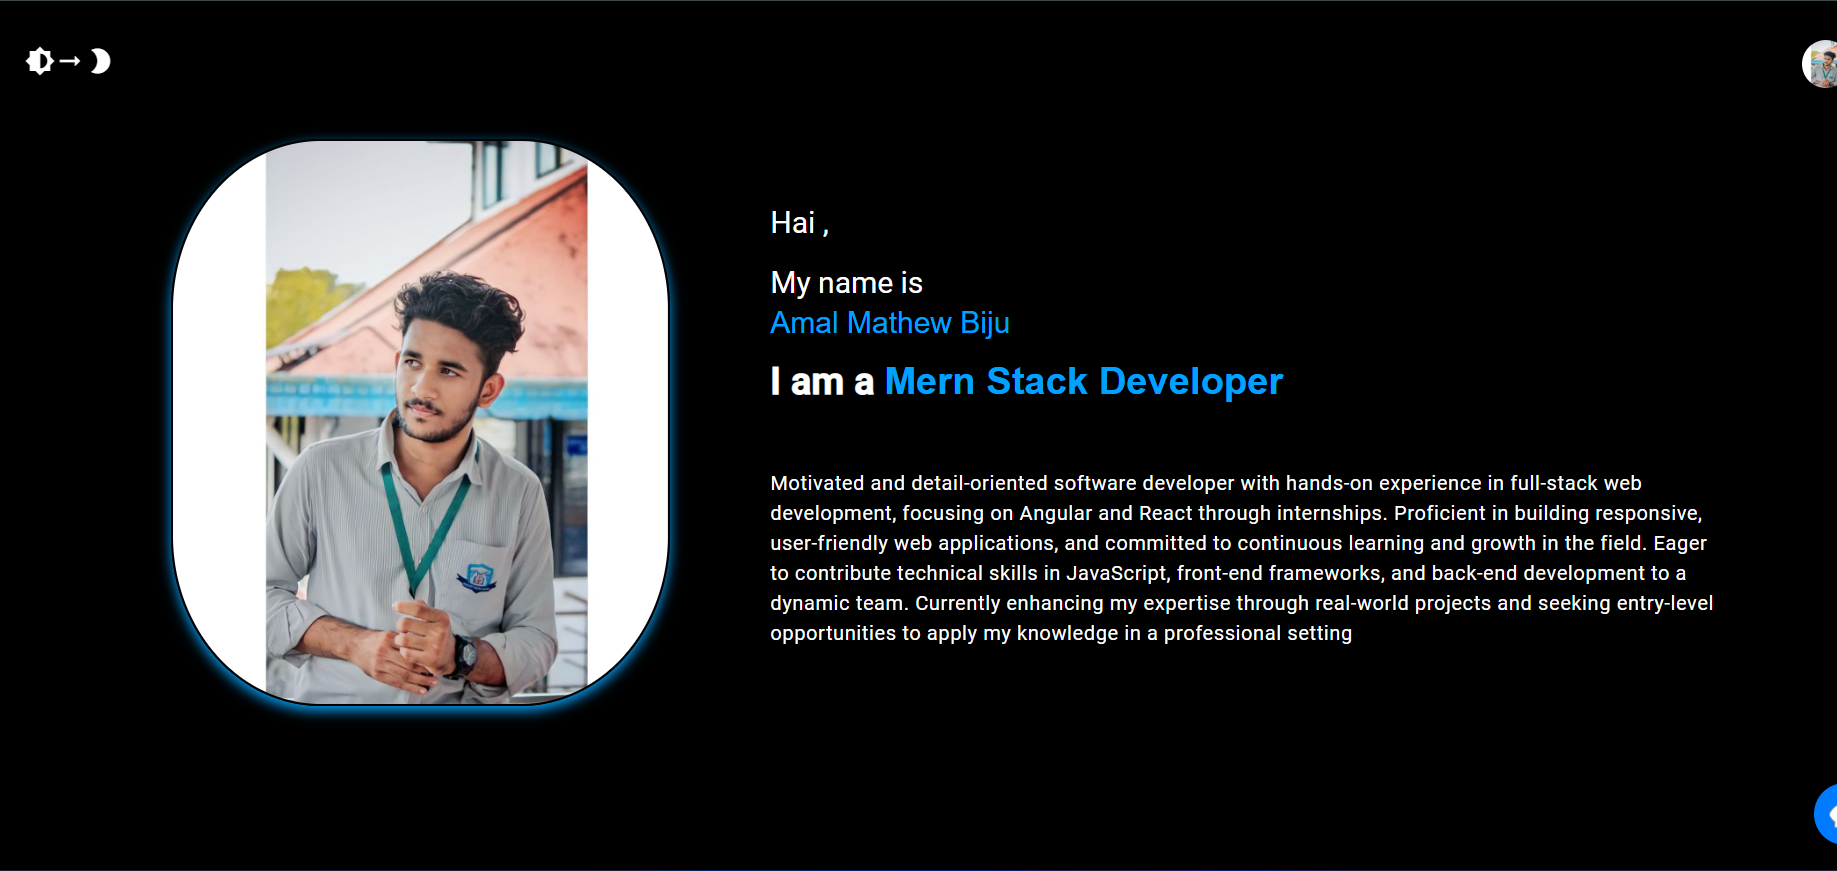 Hai ,
My name is
Amal Mathew Biju
I am a Mern Stack Developer
Motivated and detail-oriented software developer with hands-on experience in full-stack web
development, focusing on Angular and React through internships. Proficient in building responsive,
user-friendly web applications, and committed to continuous learning and growth in the field. Eager
to contribute technical skills in JavaScript, front-end frameworks, and back-end development to a
dynamic team. Currently enhancing my expertise through real-world projects and seeking entry-level
opportunities to apply my knowledge in a professional setting